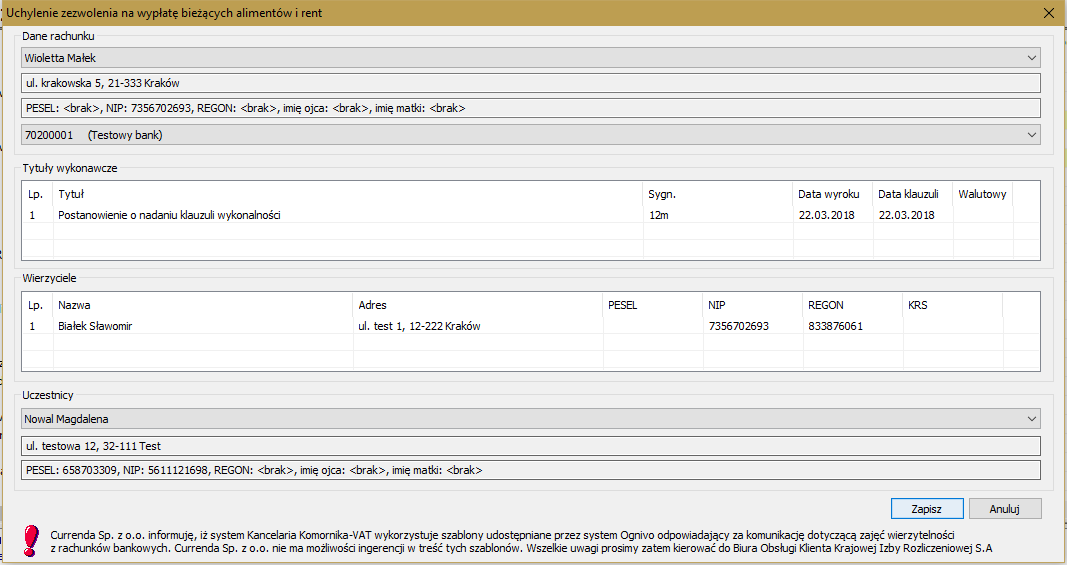 Uchylenie zezwolenia na wypłatę bieżących alimentów i rent
Dane rachunku
Wioletta Małek
ul. krakowska 5, 21-333 Kraków
PESEL: <brak>, NIP: 7356702693, REGON: <brak>, imię ojca: <brak>, imię matki: <brak>
70200001 (Testowy bank)
Tytuły wykonawcze
Lp. Tytuł Sygn. Data wyroku Data klauzuli Walutowy
1 Postanowienie o nadaniu klauzuli wykonalności 12m 22.03.2018 22.03.2018
Wierzyciele
Lp. Nazwa Adres PESEL NIP REGON KRS
1 Białek Sławomir ul. test 1, 12-222 Kraków 7356702693 833876061
Uczestnicy
Nowal Magdalena
ul. testowa 12, 32-111 Test
PESEL: 658703309, NIP: 5611121698, REGON: <brak>, imię ojca: <brak>, imię matki: <brak>
Zapisz Anuluj
Currenda Sp. z o.o. informuję, iż system Kancelaria Komornika-VAT wykorzystuje szablony udostępniane przez system Ognivo odpowiadający za komunikację dotyczącą zajęć wierzytelności
z rachunków bankowych. Currenda Sp. z o.o. nie ma możliwości ingerencji w treść tych szablonów. Wszelkie uwagi prosimy zatem kierować do Biura Obsługi Klienta Krajowej Izby Rozliczeniowej S.A